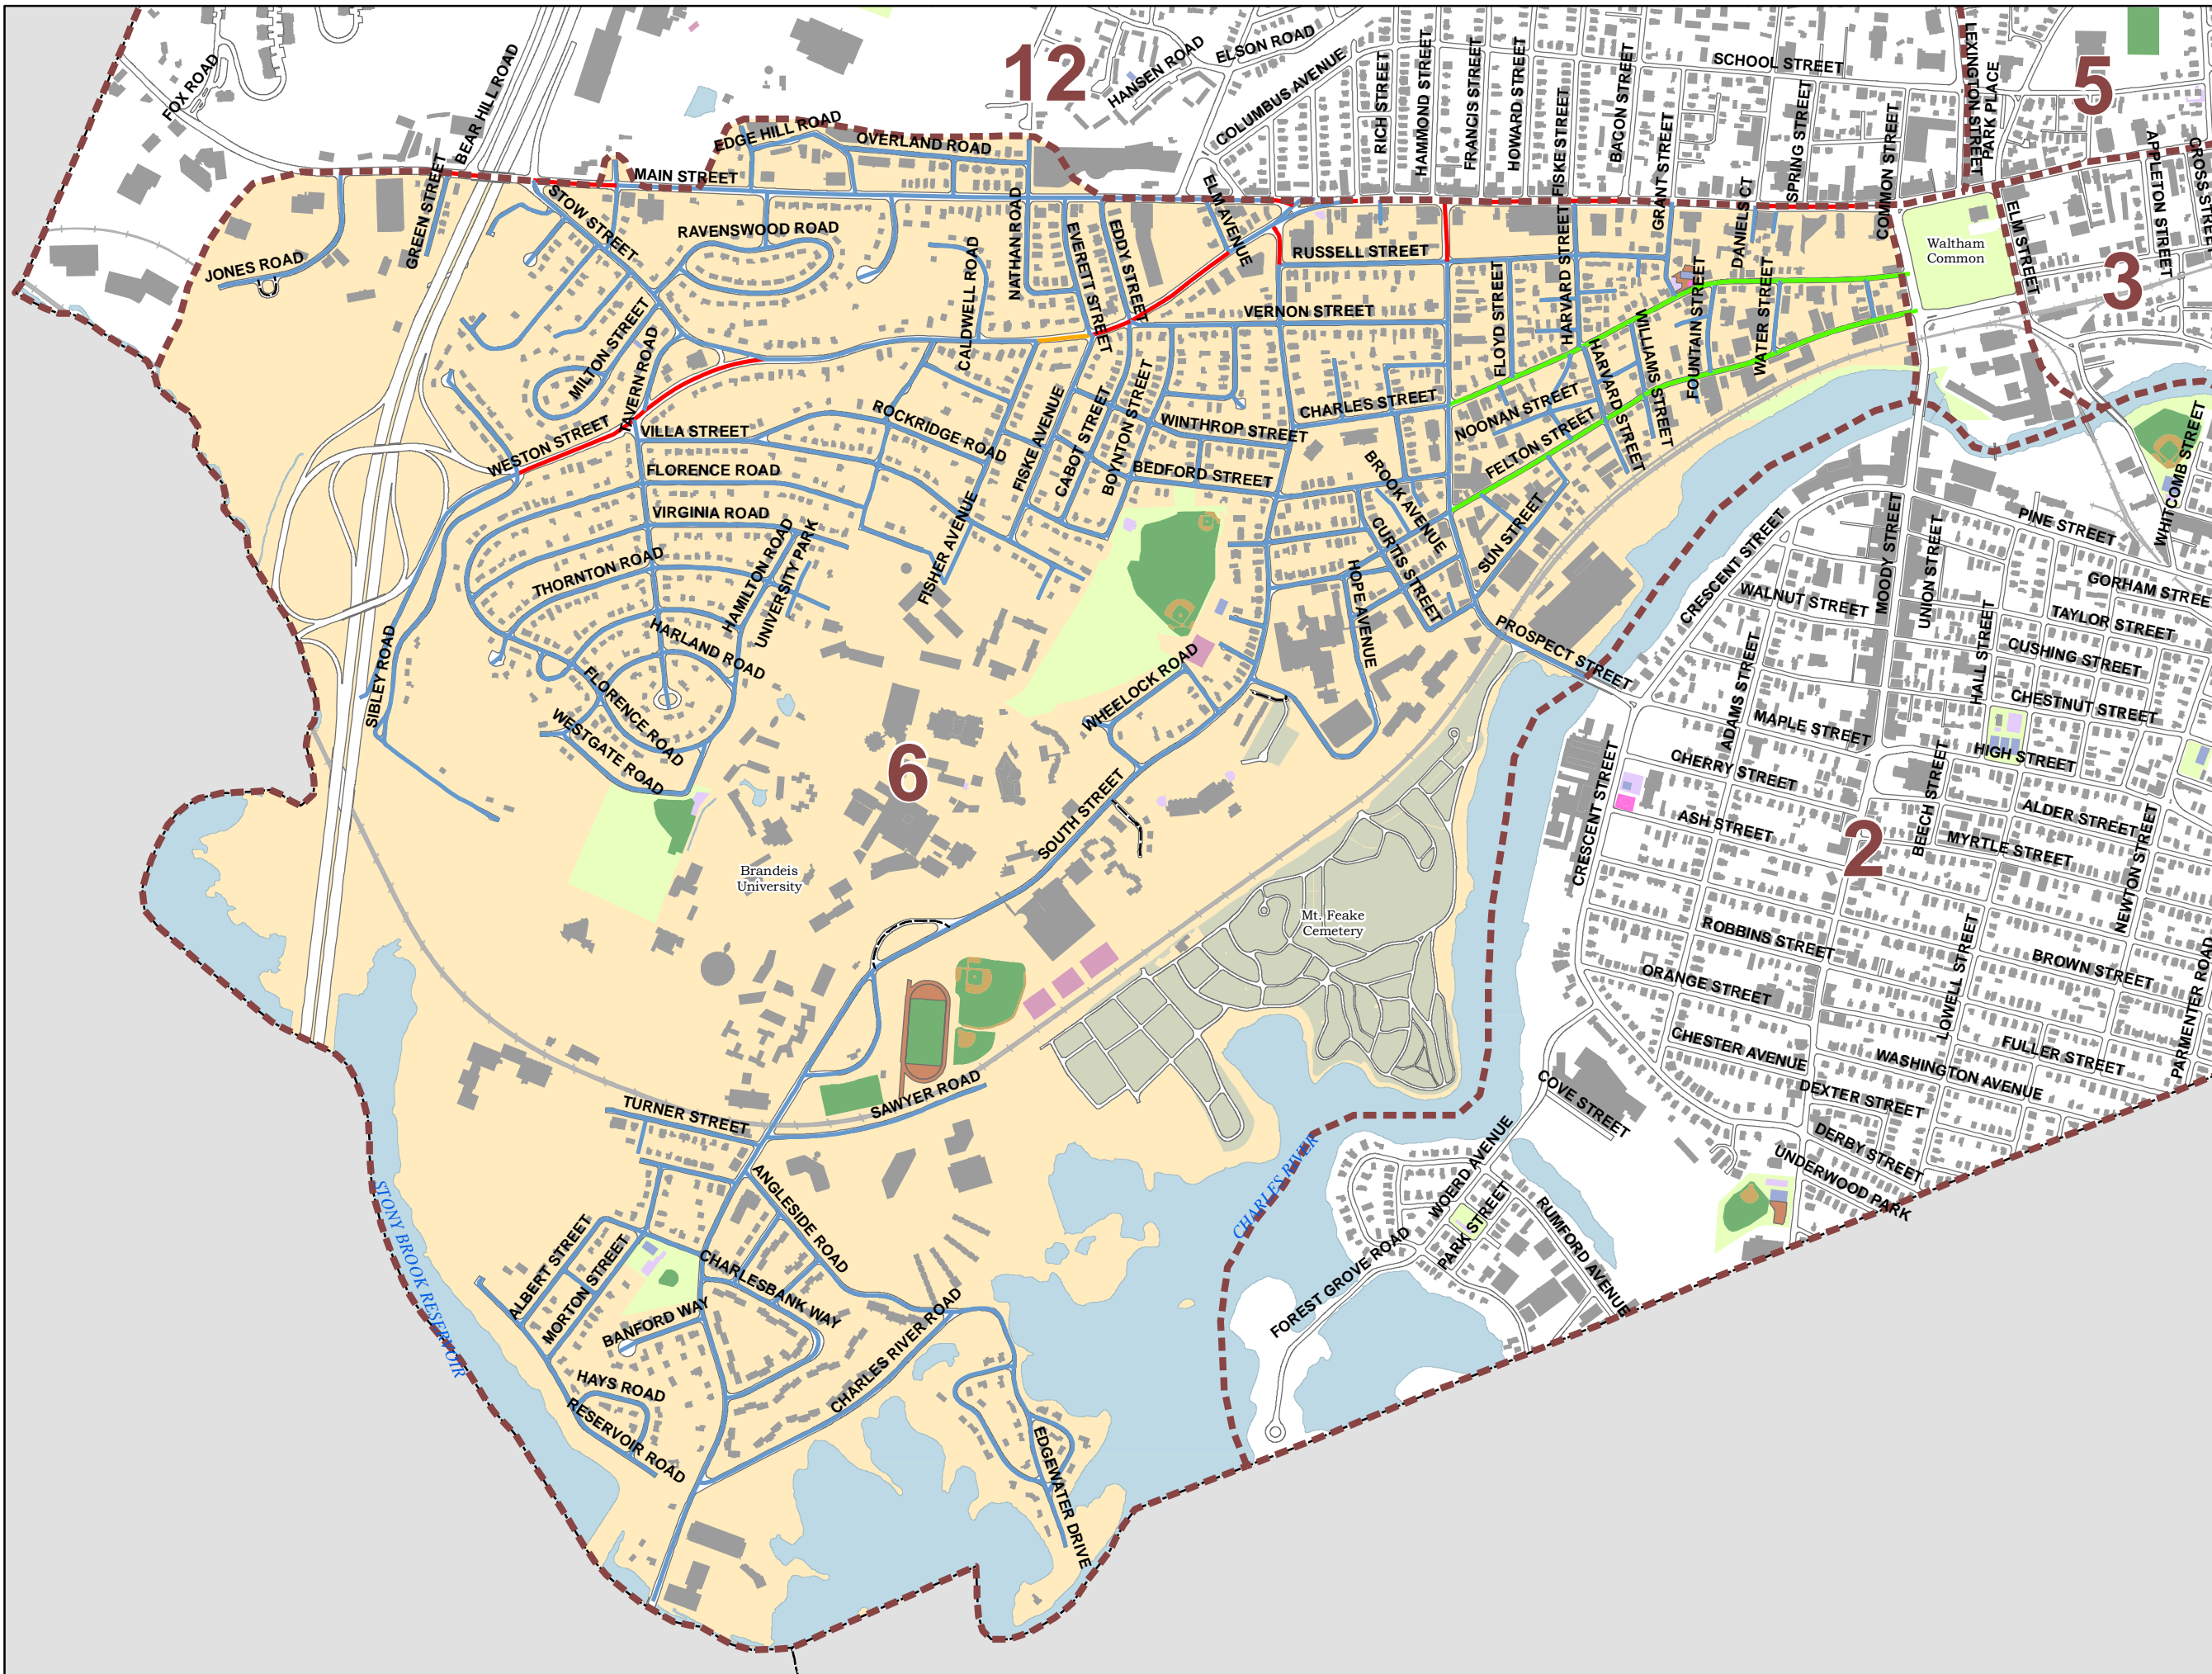 12
5
3
6
2
FOX ROAD
BEAR HILL ROAD
GREEN STREET
JONES ROAD
MAIN STREET
STOW STREET
EDGE HILL ROAD
OVERLAND ROAD
HANSEN ROAD
ELSON ROAD
COLUMBUS AVENUE
RICH STREET
HAMMOND STREET
FRANCIS STREET
HOWARD STREET
FISKE STREET
BACON STREET
GRANT STREET
SCHOOL STREET
SPRING STREET
COMMON STREET
LEXINGTON STREET
PARK PLACE
APPLETON STREET
CROSS STREET
ELM STREET
Waltham
Common
DANIELS CT
WATER STREET
FOUNTAIN STREET
WILLIAMS STREET
HARVARD STREET
HARVARD STREET
HARVARD STREET
FLOYD STREET
RUSSELL STREET
ELM AVENUE
VERNON STREET
EDDY STREET
EVERETT STREET
NATHAN ROAD
CALDWELL ROAD
RAVENSWOOD ROAD
MILTON STREET
TAVERN ROAD
WESTON STREET
VILLA STREET
ROCKRIDGE ROAD
FLORENCE ROAD
VIRGINIA ROAD
THORNTON ROAD
HAMILTON ROAD
UNIVERSITY PARK
HARLAND ROAD
FLORENCE ROAD
WESTGATE ROAD
SIBLEY ROAD
FISHER AVENUE
FISKE AVENUE
CABOT STREET
BOYNTON STREET
WINTHROP STREET
BEDFORD STREET
CHARLES STREET
NOONAN STREET
FELTON STREET
BROOK AVENUE
CURTIS STREET
SUN STREET
HOPE AVENUE
PROSPECT STREET
WHEELOCK ROAD
SOUTH STREET
Brandeis
University
Mt. Feake
Cemetery
SAWYER ROAD
TURNER STREET
ANGLESIDE ROAD
CHARLESBANK WAY
ALBERT STREET
MORTON STREET
BANFORD WAY
HAYS ROAD
RESERVOIR ROAD
CHARLES RIVER ROAD
EDGEWATER DRIVE
STONY BROOK RESERVOIR
CHARLES RIVER
FOREST GROVE ROAD
WOERD AVENUE
PARK STREET
RUMFORD AVENUE
COVE STREET
CRESCENT STREET
CRESCENT STREET
WALNUT STREET
ADAMS STREET
MOODY STREET
UNION STREET
PINE STREET
WHITCOMB STREET
GORHAM STREE
TAYLOR STREET
CUSHING STREET
HALL STREET
CHESTNUT STREET
MAPLE STREET
HIGH STREET
CHERRY STREET
ASH STREET
BEECH STREET
ALDER STREET
MYRTLE STREET
NEWTON STREET
ROBBINS STREET
ORANGE STREET
LOWELL STREET
BROWN STREET
PARMENTER ROAD
CHESTER AVENUE
WASHINGTON AVENUE
FULLER STREET
DEXTER STREET
DERBY STREET
UNDERWOOD PARK